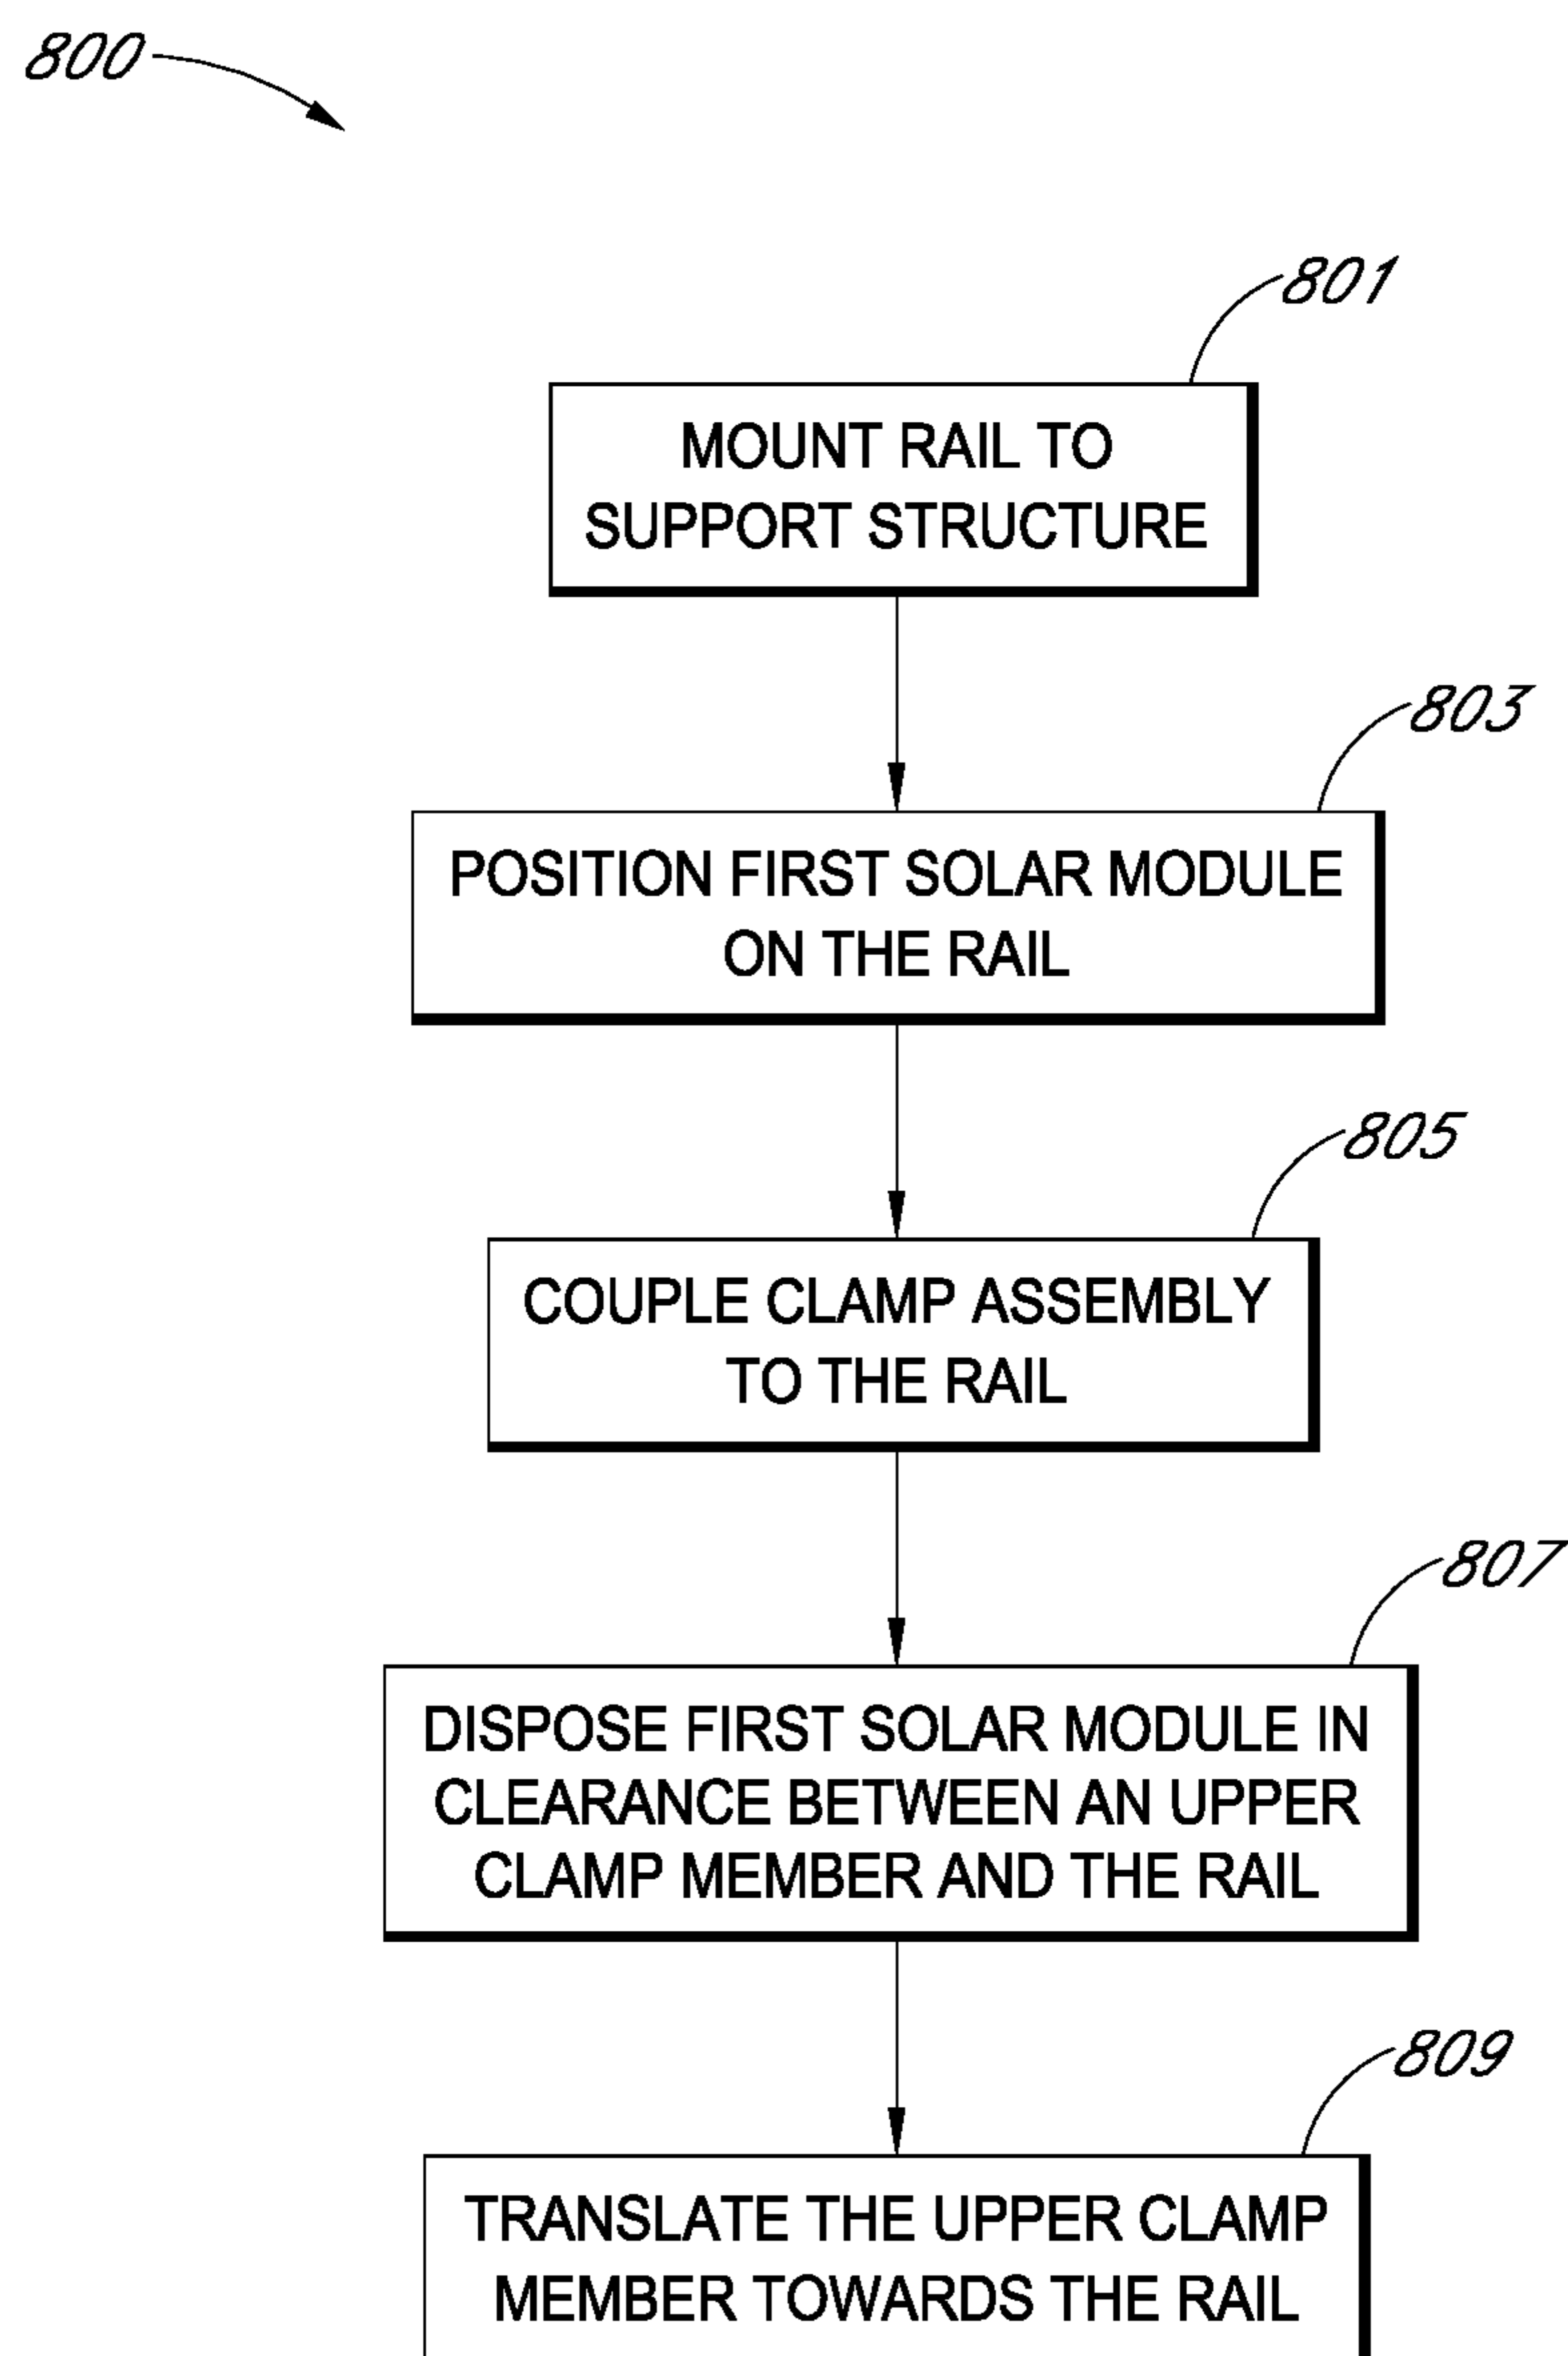 800
801
MOUNT RAIL TO
SUPPORT STRUCTURE
803
POSITION FIRST SOLAR MODULE
ON THE RAIL
805
COUPLE CLAMP ASSEMBLY
TO THE RAIL
807
DISPOSE FIRST SOLAR MODULE IN
CLEARANCE BETWEEN AN UPPER
CLAMP MEMBER AND THE RAIL
809
TRANSLATE THE UPPER CLAMP
MEMBER TOWARDS THE RAIL